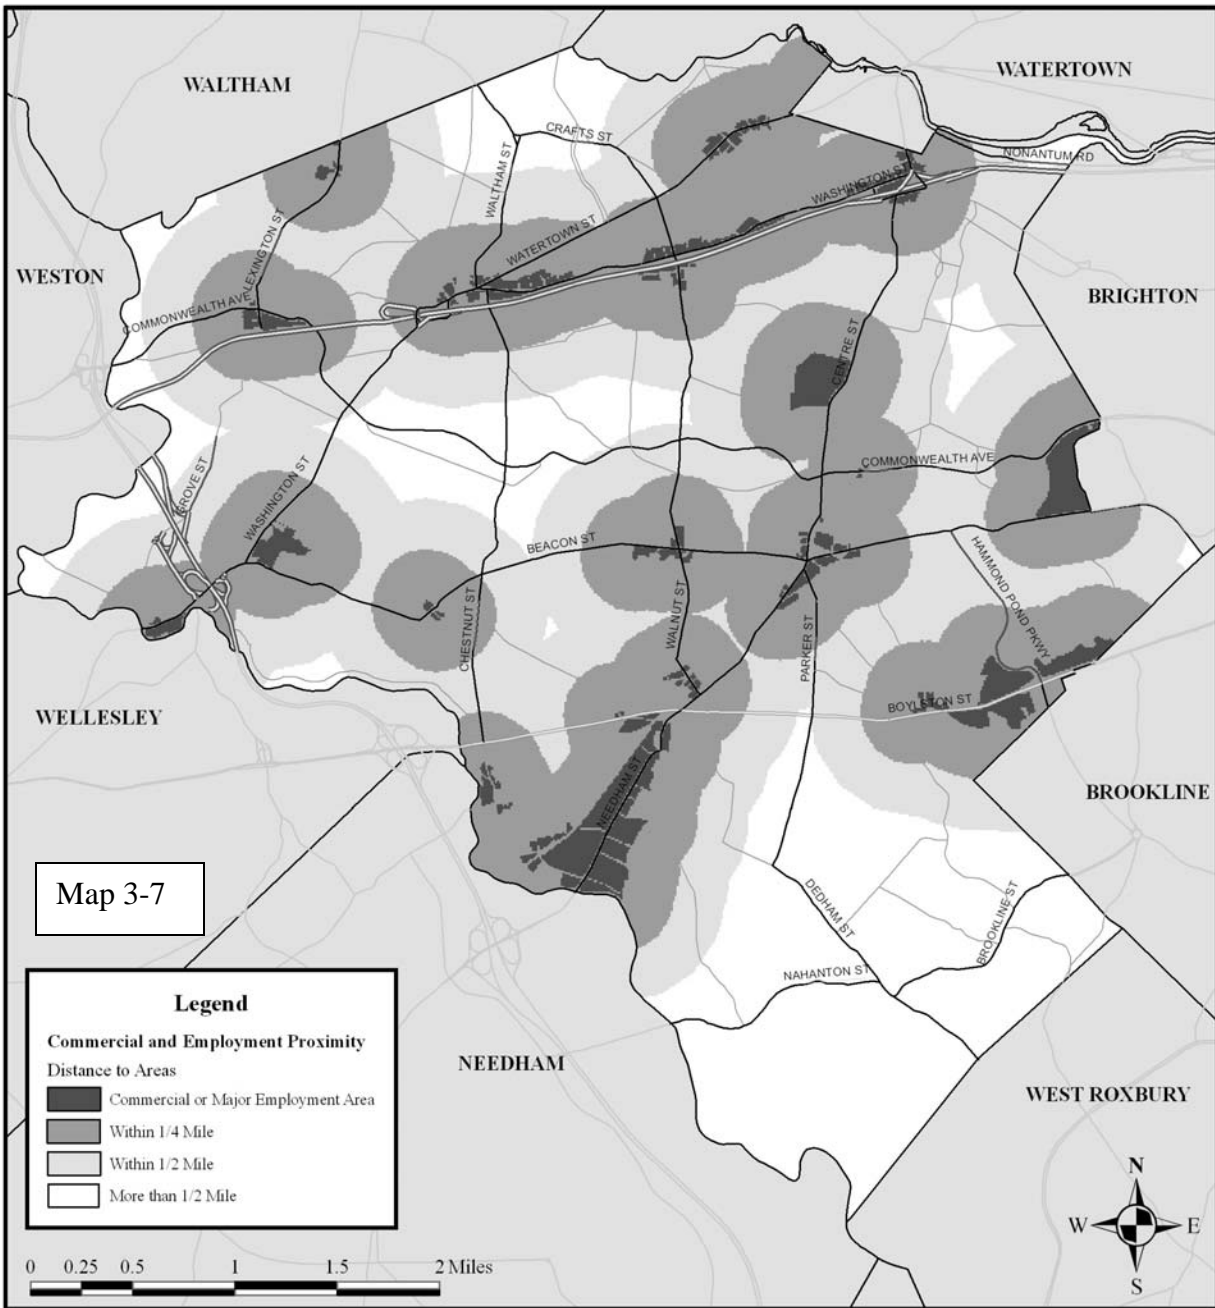 WALTHAM
WATERTOWN
CRAFTS ST
NONANTUM RD
WALTHAM ST
WASHINGTON ST
WATERTOWN ST
LEXINGTON ST
WESTON
BRIGHTON
COMMONWEALTH AVE
CENTRE ST
COMMONWEALTH AVE
GROVE ST
WASHINGTON ST
BEACON ST
HAMMOND POND PKWY
CHESTNUT ST
WALNUT ST
PARKER ST
WELLESLEY
BOYLSTON ST
NEEDHAM ST
BROOKLINE
Map 3-7
DEDHAM ST
BROOKLINE ST
NAHANTON ST
Legend
Commercial and Employment Proximity
Distance to Areas
Commercial or Major Employment Area
Within 1/4 Mile
Within 1/2 Mile
More than 1/2 Mile
NEEDHAM
WEST ROXBURY
N
W
E
S
0 0.25 0.5 1 1.5 2 Miles